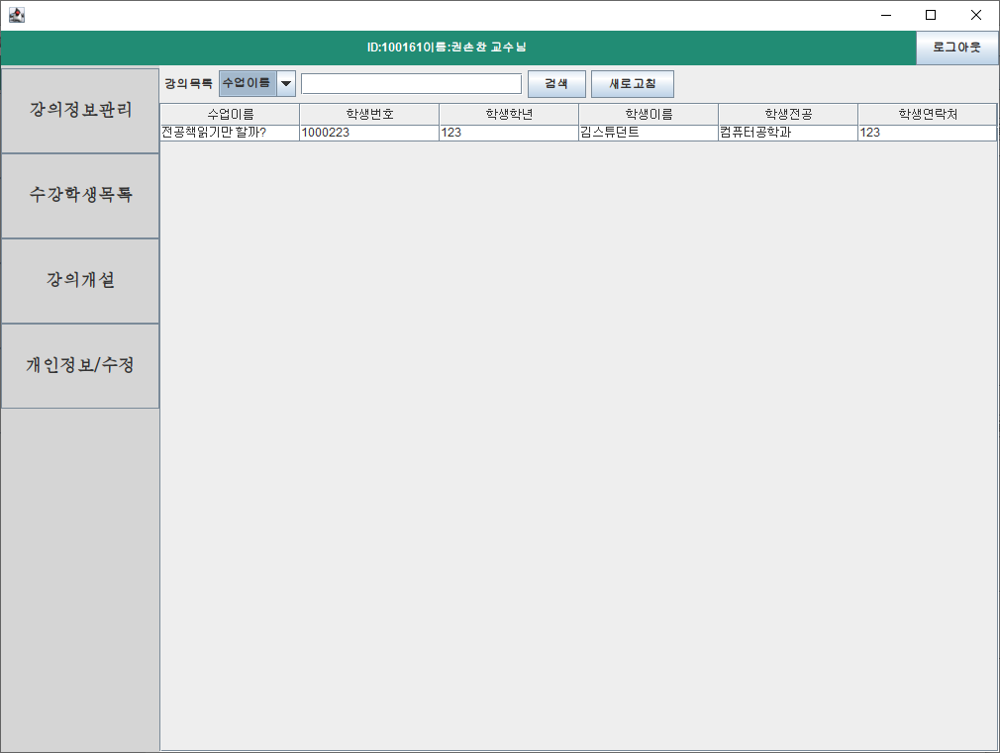 ID:100161이름:권손찬 교수님
로그아웃
강의정보관리
수강학생목록
강의개설
개인정보/수정
강의목록 수업이름 검색 새로고침
수업이름 학생번호 학생학년 학생이름 학생전공 학생연락처
전공책읽기만 할까? 1000223 123 김스튜던트 컴퓨터공학과 123